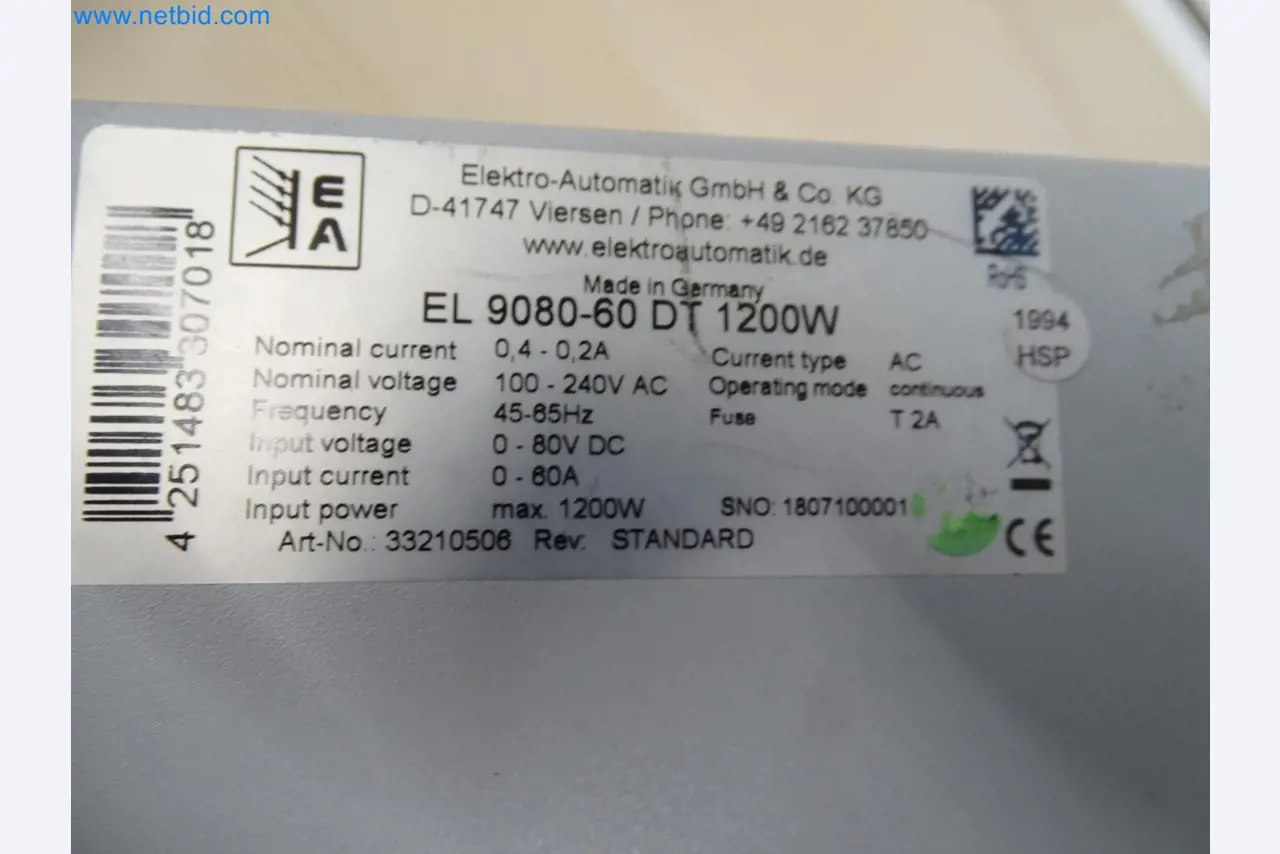 www.netbid.com
EA
Elektro-Automatik GmbH & Co. KG
D-41747 Viersen / Phone: +49 2162 37850
www.elektroautomatik.de
Made in Germany
EL 9080-60 DT 1200W
RoHS
1994
HSP
Nominal current 0,4 - 0,2A
Nominal voltage 100 - 240V AC
Frequency 45-65Hz
Input voltage 0 - 80V DC
Input current 0 - 60A
Input power max. 1200W
Current type AC
Operating mode continuous
Fuse T 2A
SNO: 1807100001
Art-No.: 33210506 Rev: STANDARD
CE
4 251483 307018